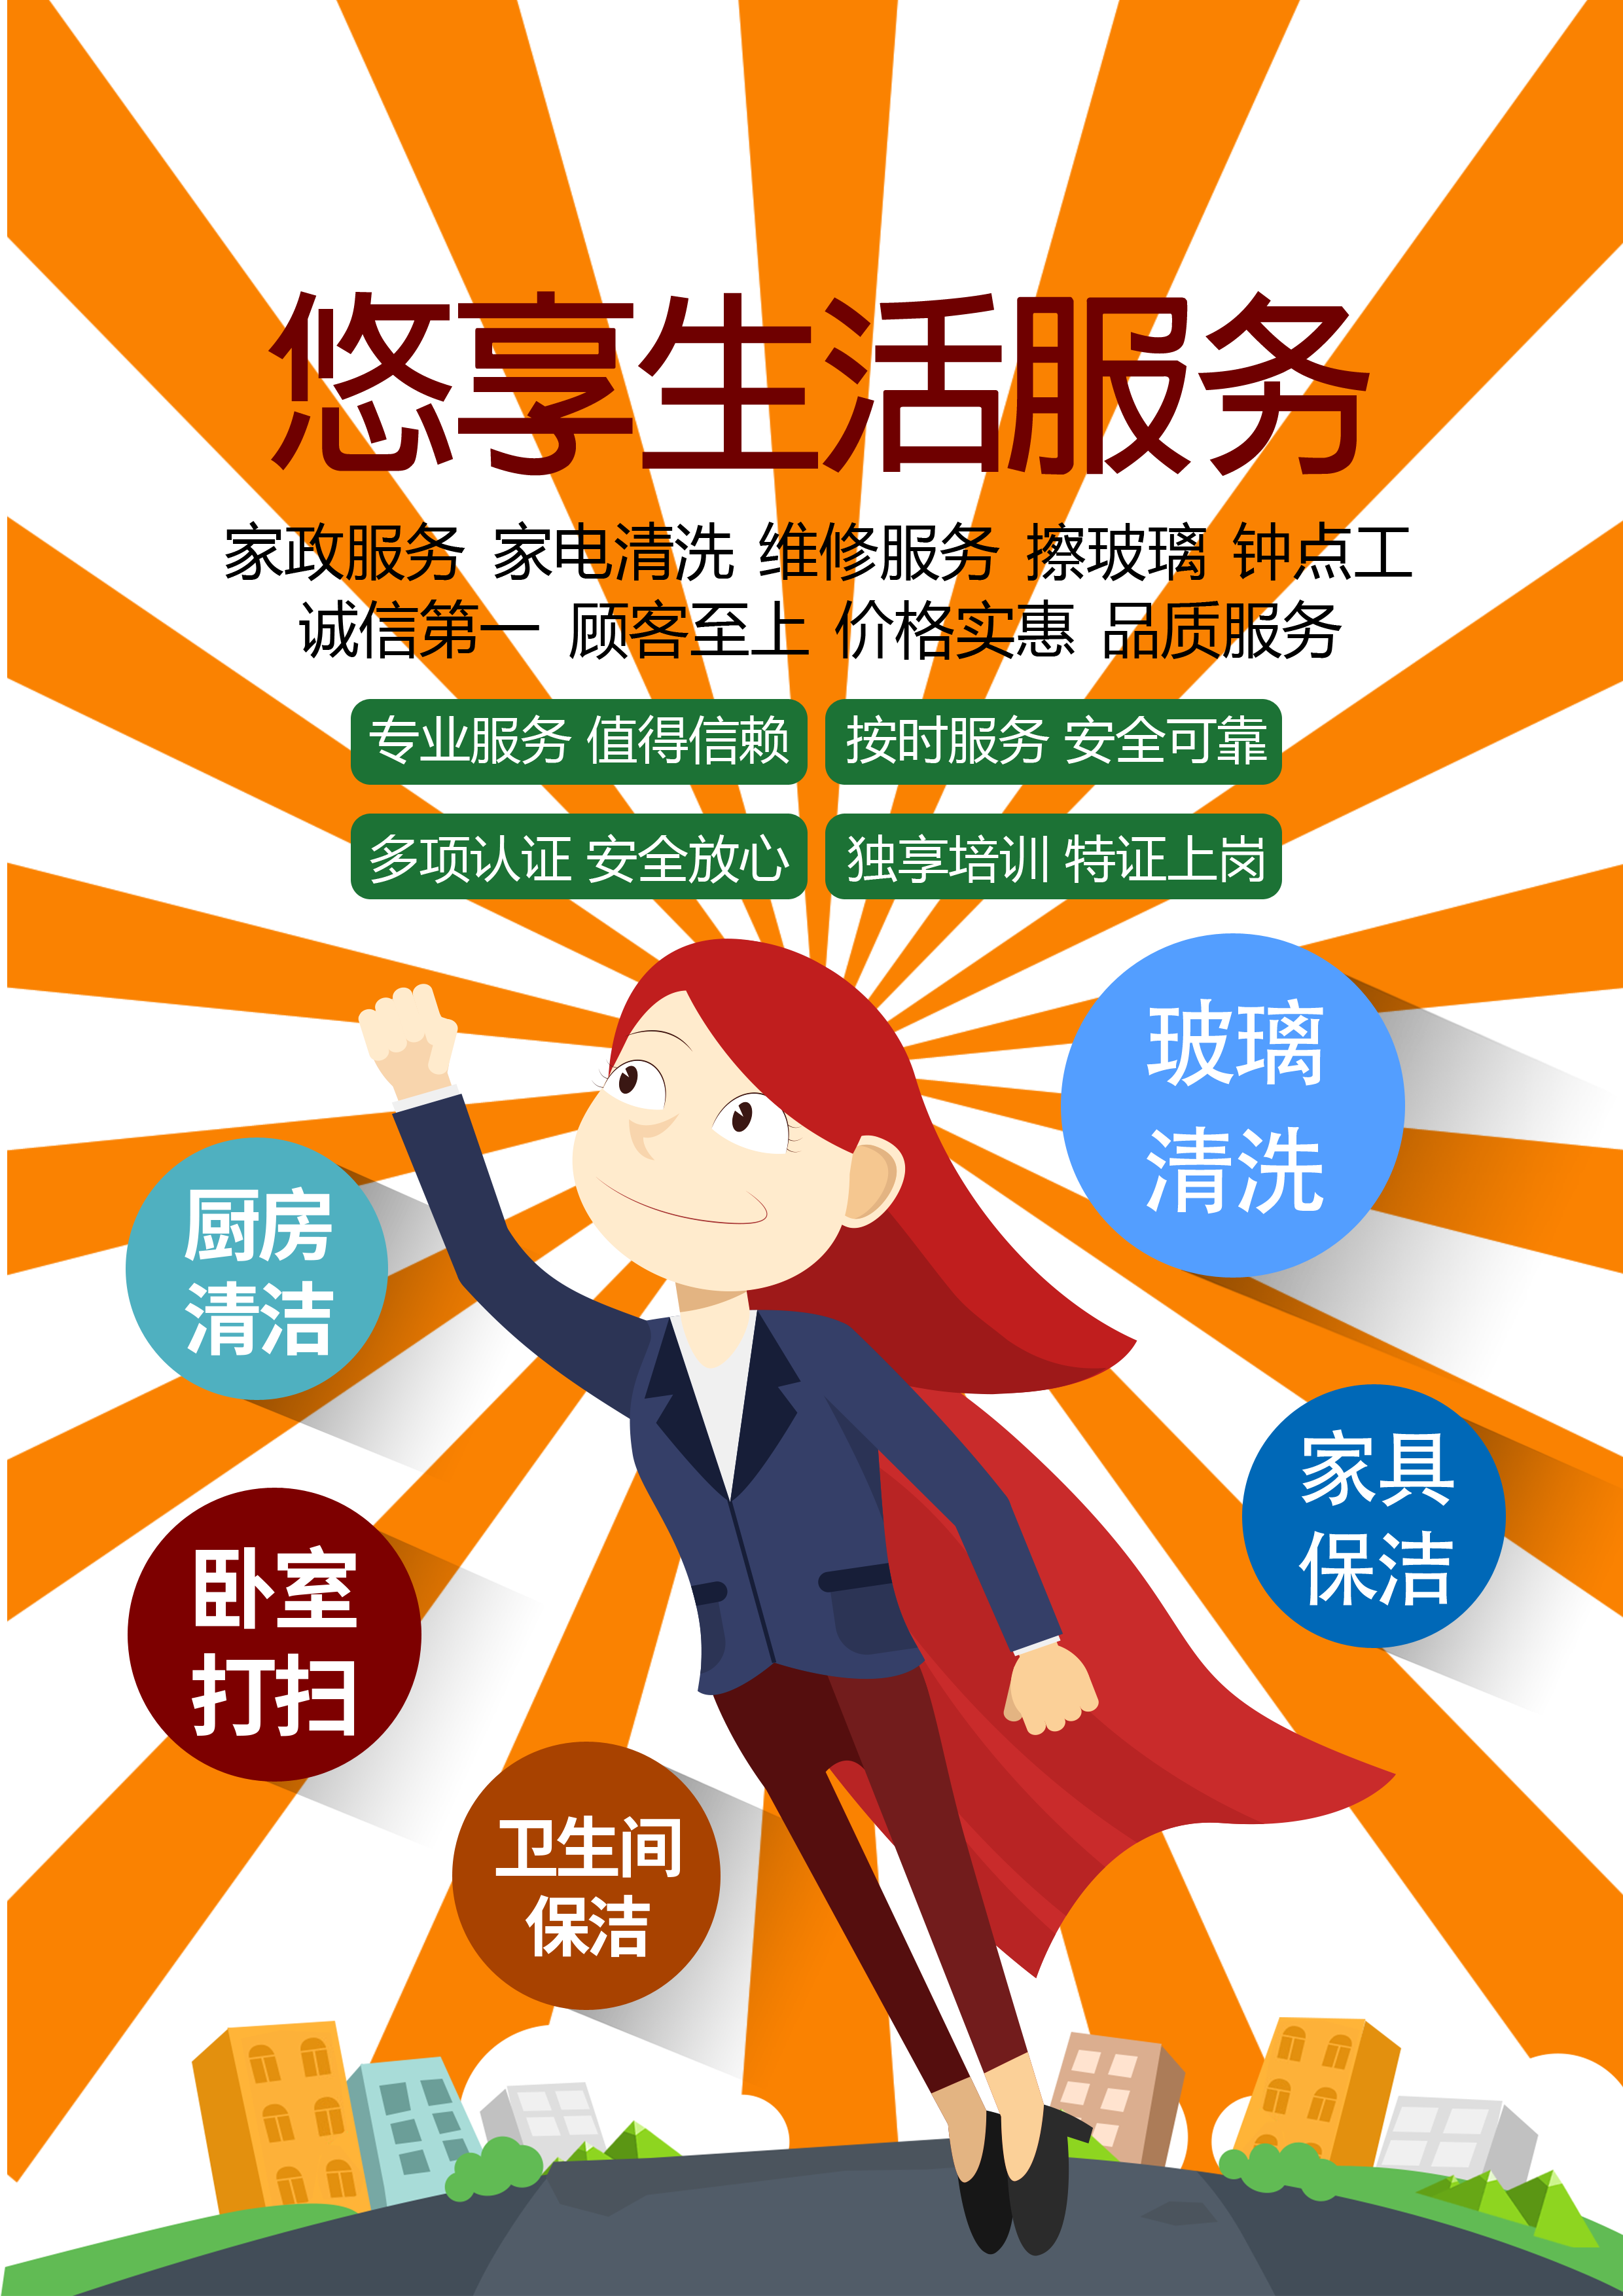 悠享生活服务
家政服务 家电清洗 维修服务 擦玻璃 钟点工
诚信第一 顾客至上 价格实惠 品质服务
专业服务 值得信赖
按时服务 安全可靠
多项认证 安全放心
独享培训 特证上岗
玻璃
清洗
厨房
清洁
家具
保洁
卧室
打扫
卫生间
保洁